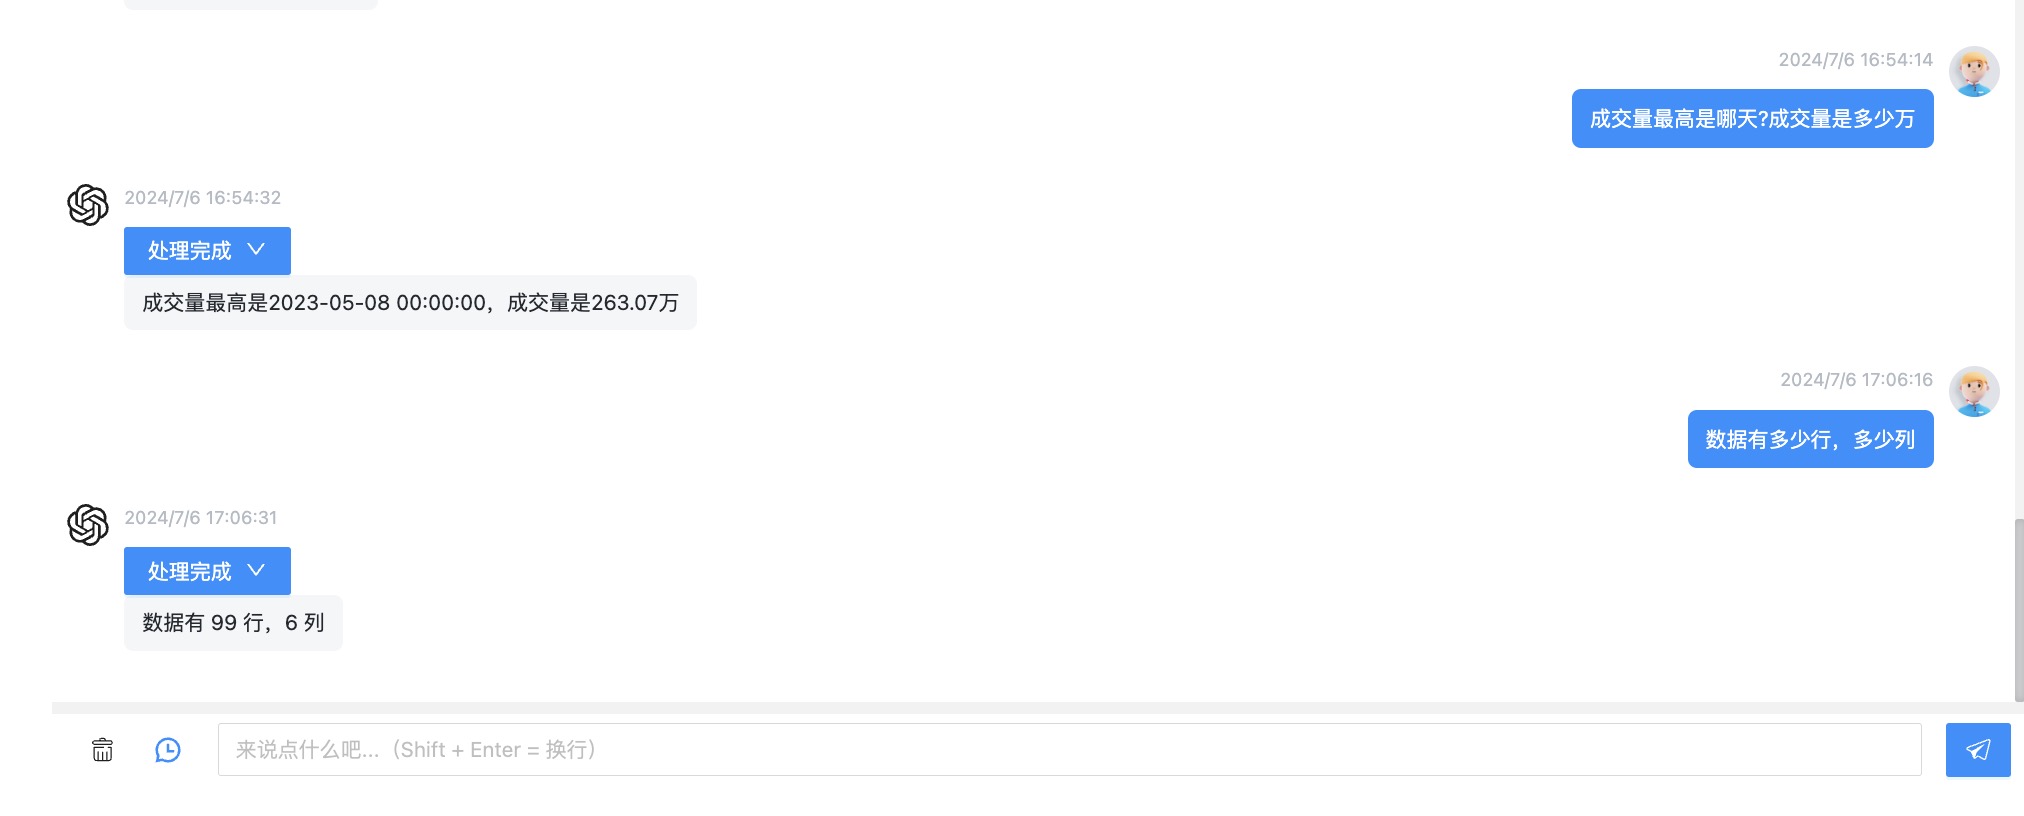 2024/7/6 16:54:14
成交量最高是哪天?成交量是多少万
2024/7/6 16:54:32
处理完成
成交量最高是2023-05-08 00:00:00，成交量是263.07万
2024/7/6 17:06:16
数据有多少行，多少列
2024/7/6 17:06:31
处理完成
数据有 99 行，6 列
来说点什么吧...（Shift + Enter = 换行）